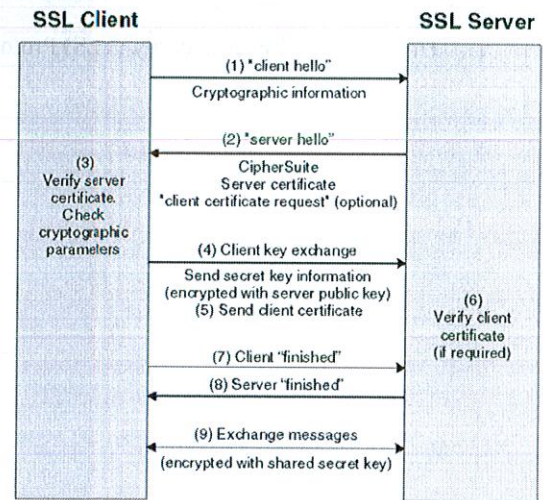 SSL Client
SSL Server
(1) "client hello"
Cryptographic information
(2) "server hello"
CipherSuite
Server certificate
"client certificate request" (optional)
(3)
Verify server
certificate.
Check
cryptographic
parameters
(4) Client key exchange
Send secret key information
(encrypted with server public key)
(5) Send client certificate
(6)
Verify client
certificate
(if required)
(7) Client "finished"
(8) Server "finished"
(9) Exchange messages
(encrypted with shared secret key)